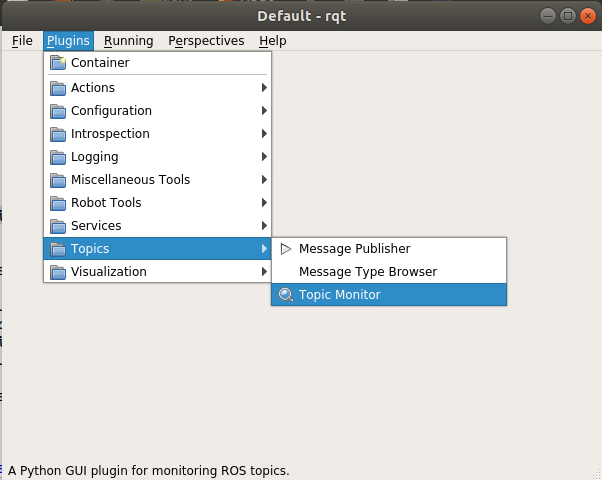 Default - rqt
File Plugins Running Perspectives Help
Container
Actions
Configuration
Introspection
Logging
Miscellaneous Tools
Robot Tools
Services
Topics
Visualization
Message Publisher
Message Type Browser
Topic Monitor
A Python GUI plugin for monitoring ROS topics.